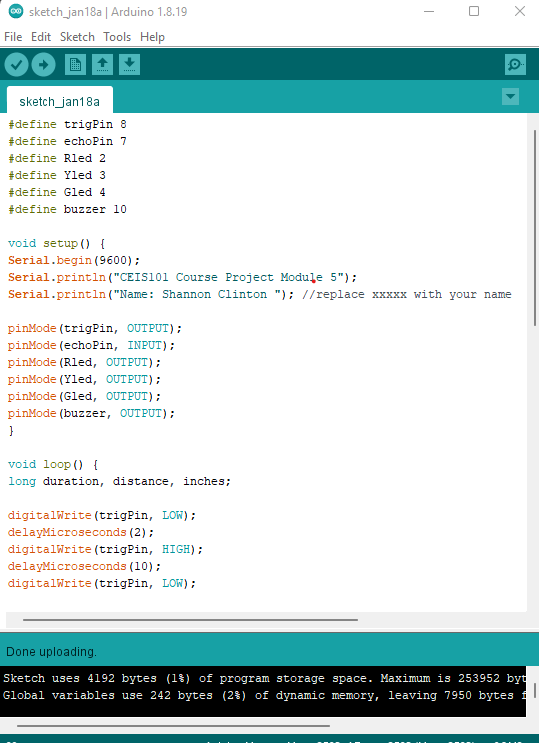 sketch_jan18a | Arduino 1.8.19
File Edit Sketch Tools Help
sketch_jan18a
#define trigPin 8
#define echoPin 7
#define Rled 2
#define Yled 3
#define Gled 4
#define buzzer 10
void setup() {
Serial.begin(9600);
Serial.println("CEIS101 Course Project Module 5");
Serial.println("Name: Shannon Clinton "); //replace xxxxx with your name
pinMode(trigPin, OUTPUT);
pinMode(echoPin, INPUT);
pinMode(Rled, OUTPUT);
pinMode(Yled, OUTPUT);
pinMode(Gled, OUTPUT);
pinMode(buzzer, OUTPUT);
}
void loop() {
long duration, distance, inches;
digitalWrite(trigPin, LOW);
delayMicroseconds(2);
digitalWrite(trigPin, HIGH);
delayMicroseconds(10);
digitalWrite(trigPin, LOW);
Done uploading.
Sketch uses 4192 bytes (1%) of program storage space. Maximum is 253952 byt
Global variables use 242 bytes (2%) of dynamic memory, leaving 7950 bytes f